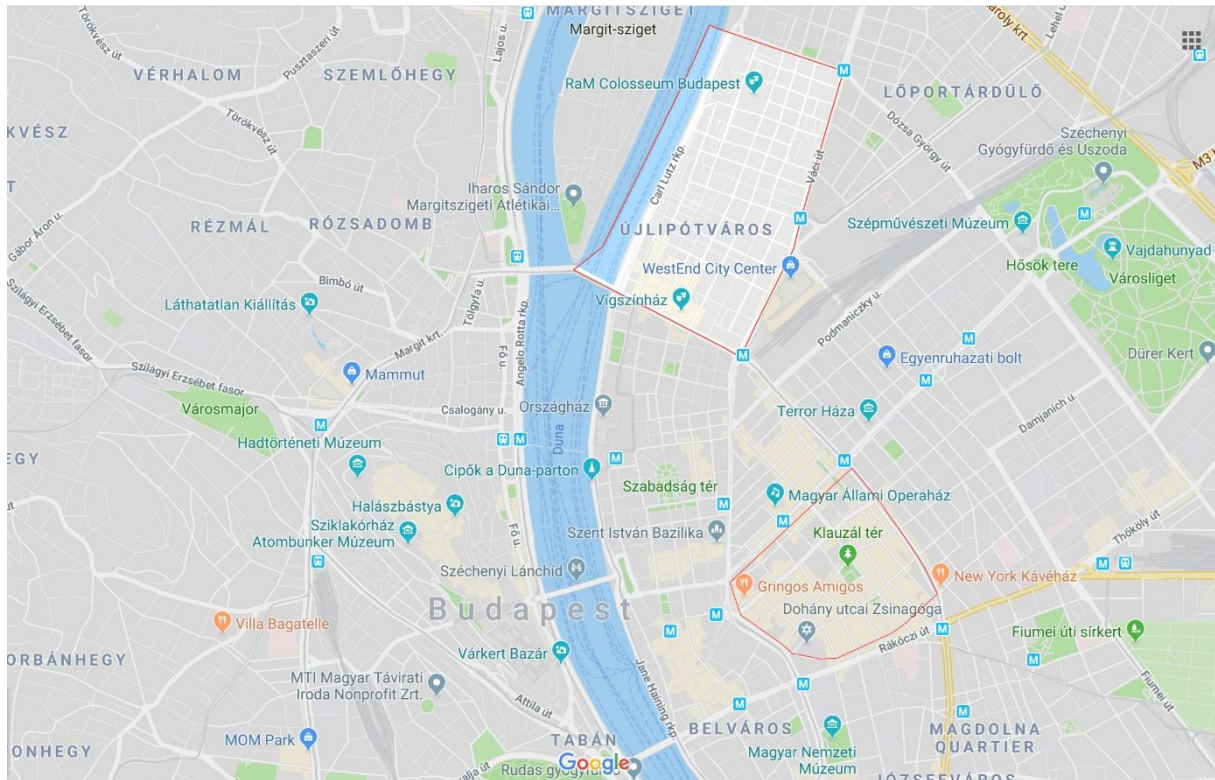 MARGITSZIGET
Margit-sziget
Károly krt
Lehel u.
Törökvész út
Pusztaszeri út
Lajos u.
VÉRHALOM
SZEMLŐHEGY
RaM Colosseum Budapest
M
LŐPORTÁRDŰLŐ
Törökvész út
Dózsa György út
Széchenyi
Gyógyfürdő és Uszoda
M3
KVÉSZ
Carl Lutz rkp.
Váci út
Iharos Sándor
Margitszigeti Atlétikai...
Gábor Áron u.
RÉZMÁL
RÓZSADOMB
ÚJLIPÓTVÁROS
M
Szépművészeti Múzeum
M
Vajdahunyad
Hősök tere
Városliget
WestEnd City Center
Bimbó út
Láthatatlan Kiállítás
Tölgyfa u.
Angelo Rotta rkp.
Vígszínház
Podmaniczky u.
M
Szilágyi Erzsébet fasor
Margit krt.
Fő u.
M
Egyenruhazati bolt
Dürer Kert
Szilágyi Erzsébet fasor
Mammut
M
Városmajor
Csalogány u.
Országház
Terror Háza
Damjanich u.
M
Hadtörténeti Múzeum
M
Duna
M
EGY
Cipők a Duna-parton
M
M
Szabadság tér
Magyar Állami Operaház
Halászbástya
M
M
Thököly út
Sziklakórház
Atombunker Múzeum
Fő u.
Szent István Bazilika
Klauzál tér
M
Széchenyi Lánchíd
M
New York Kávéház
Gringos Amigos
Budapest
Dohány utcai Zsinagóga
M
Villa Bagatelle
M
Rákóczi út
M
Fiumei úti sírkert
ORBÁNHEGY
Várkert Bázár
Jane Haining rkp.
M
MTI Magyar Távirati
Iroda Nonprofit Zrt.
Attila út
M
Fiumei út
BELVÁROS
MAGDOLNA
QUARTIER
MOM Park
TABÁN
Magyar Nemzeti
Múzeum
Google
Rudas gyógyfürdő
JÓZSEFVÁROS